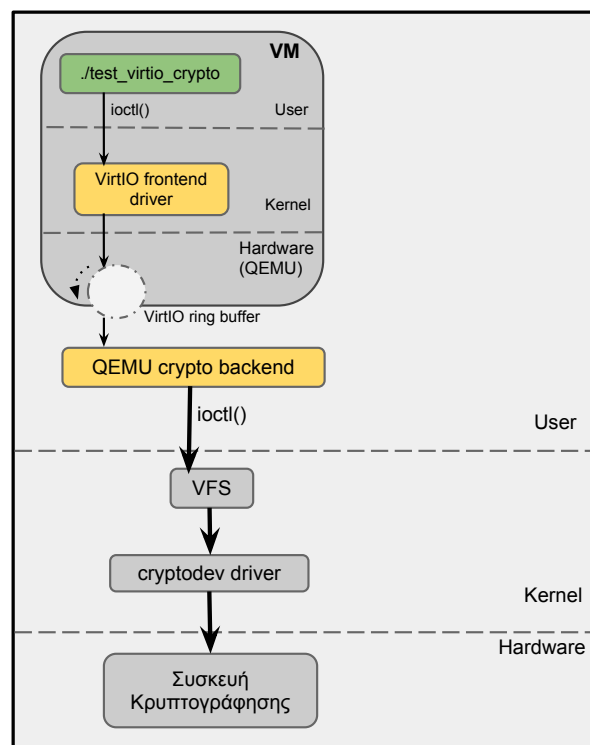 VM
./test_virtio_crypto
ioctl()
User
VirtIO frontend
driver
Kernel
Hardware
(QEMU)
VirtIO ring buffer
QEMU crypto backend
ioctl()
User
VFS
cryptodev driver
Kernel
Hardware
Συσκευή
Κρυπτογράφησης